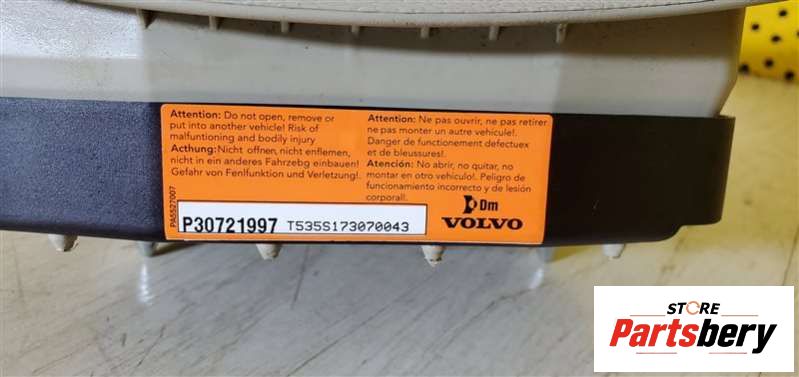 Attention: Do not open, remove or
put into another vehicle! Risk of
malfuntioning and bodily injury
Achtung: Nicht offnen, nicht enflemen,
nicht in ein anderes Fahrzebg einbauen!
Gefahr von Fenlfunktion und Verletzung!.
Attention: Ne pas ouvrir, ne pas retirer
ne pas monter un autre vehicule!.
Danger de functionement defectuex
et de bleussures!.
Atención: No abrir, no quitar, no
montar en otro vehiculo!. Peligro de
funcionamiento incorrecto y de lesión
corporal!.
PA5527007
P30721997 T535S173070043
Dm
VOLVO
STORE
Partsbery